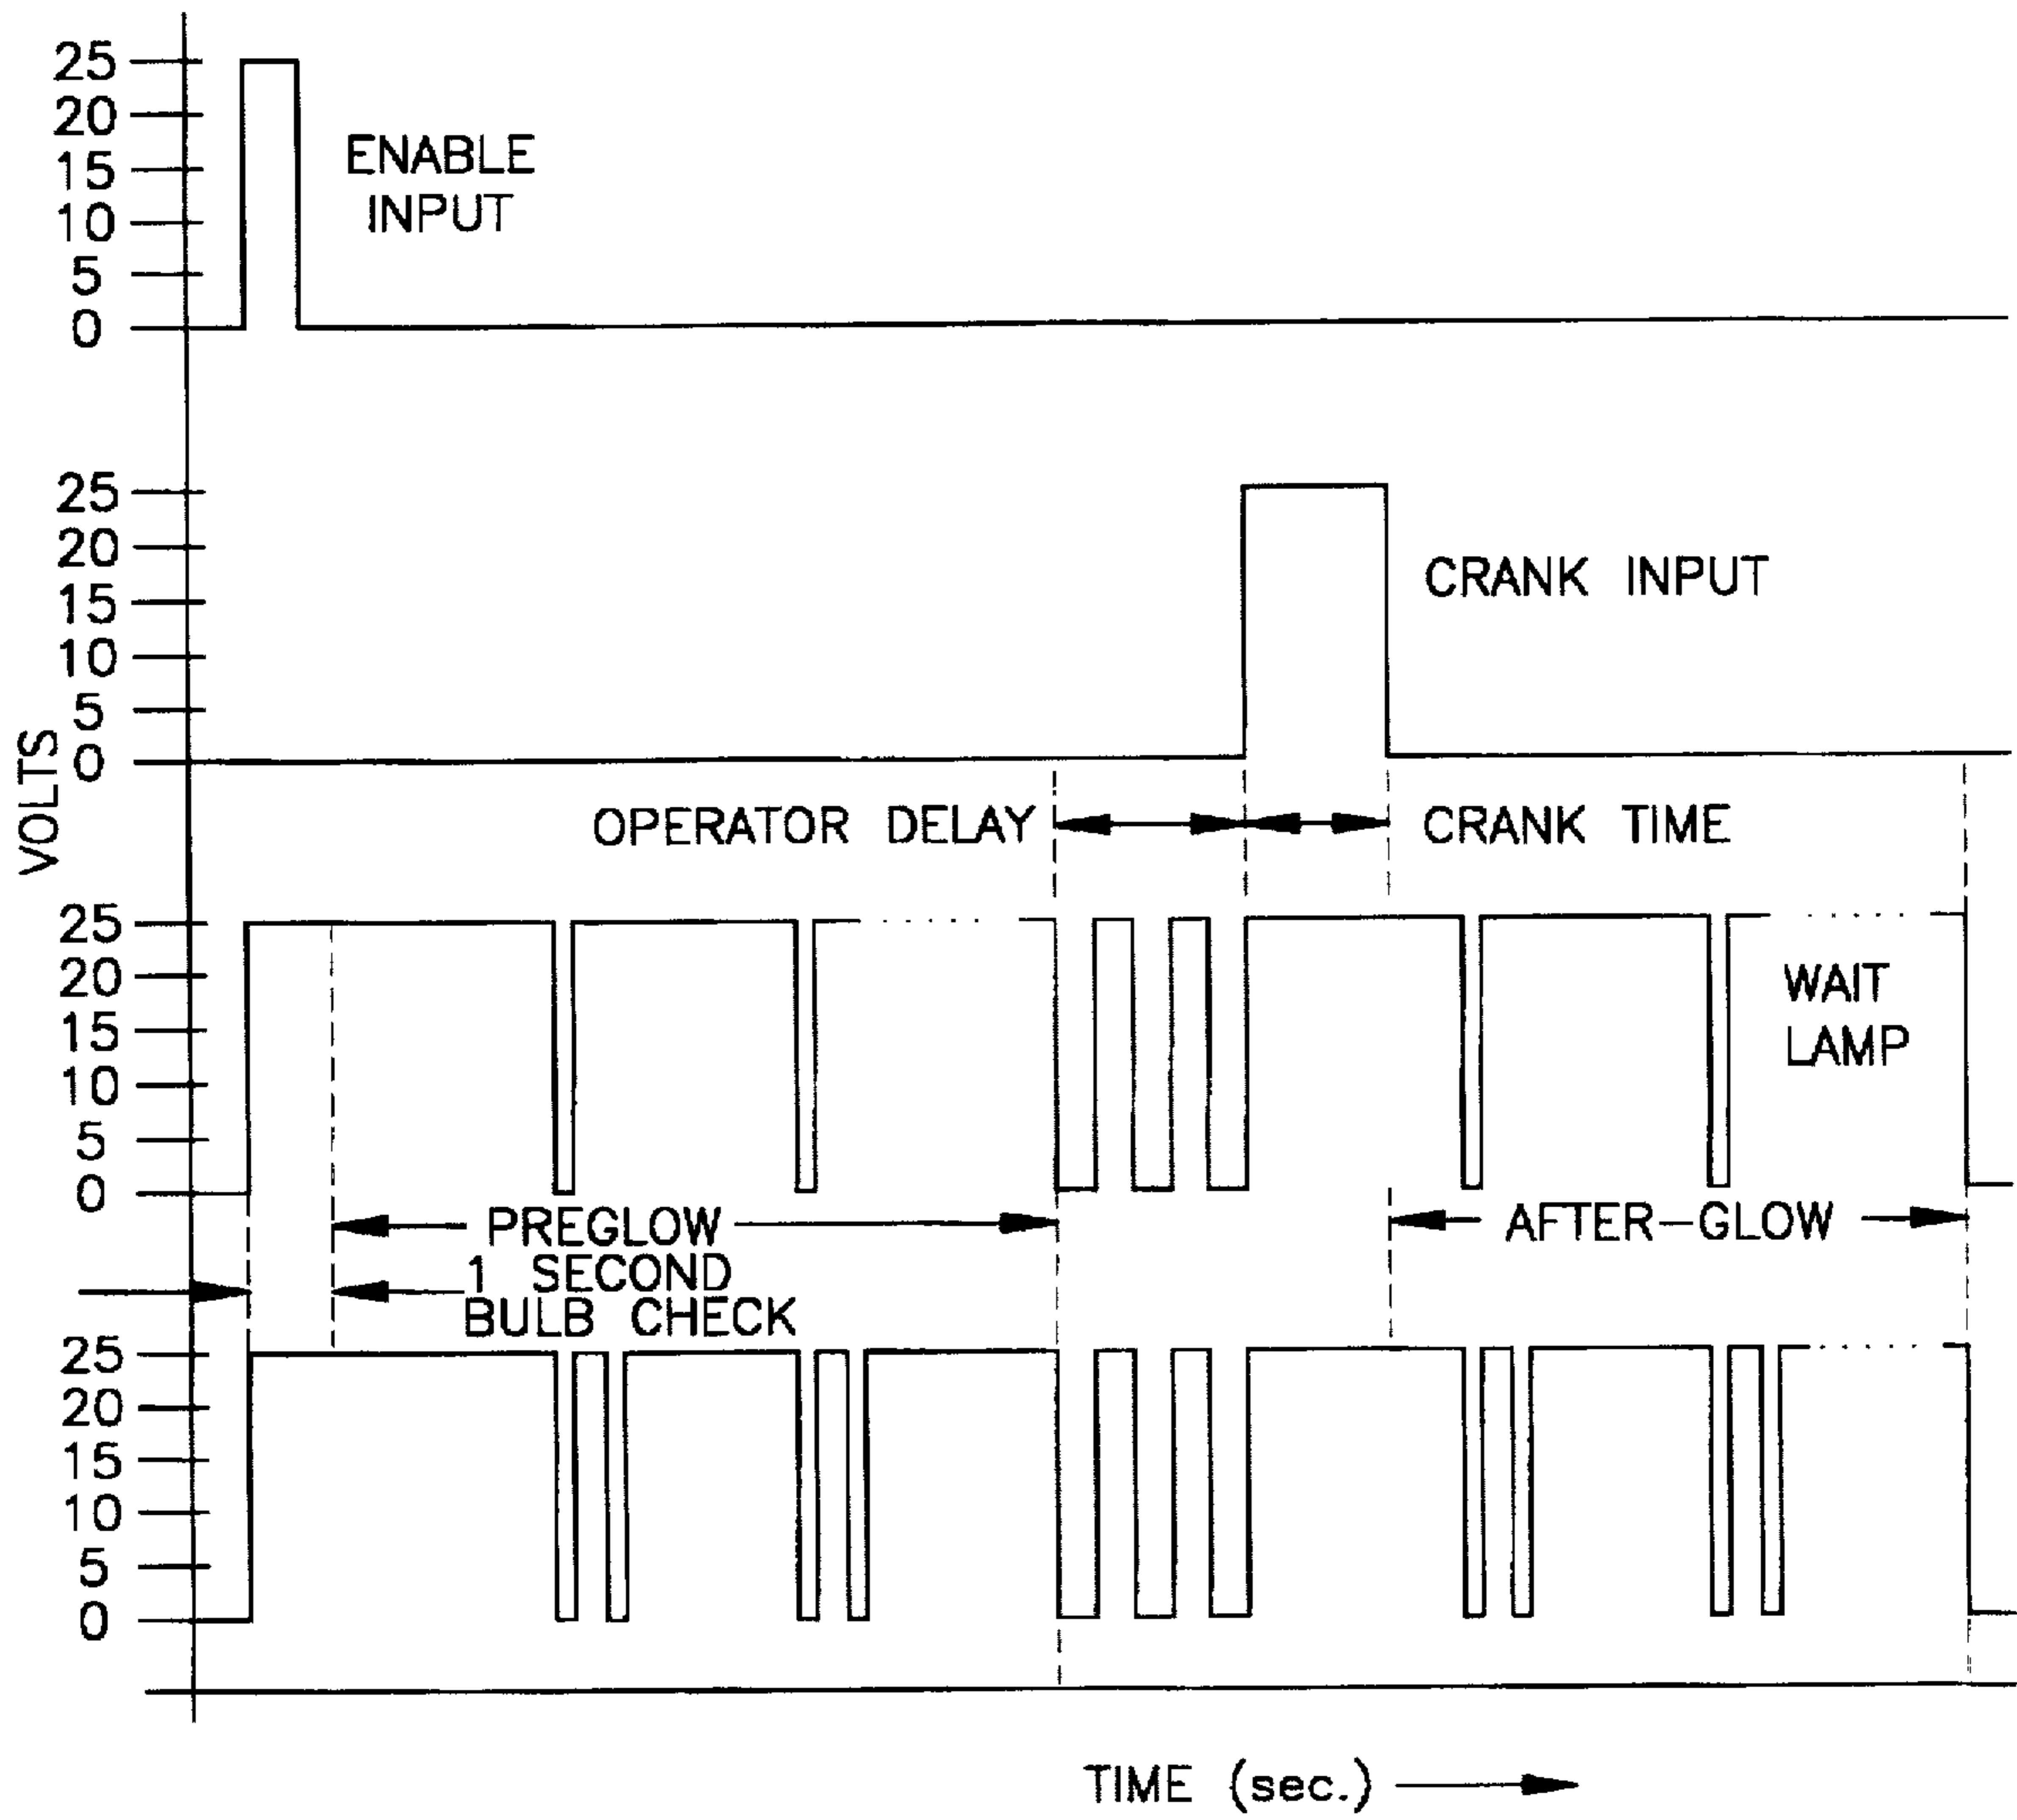 25
20
15
10
5
0
ENABLE
INPUT
25
20
15
10
5
0
CRANK INPUT
VOLTS
OPERATOR DELAY
CRANK TIME
25
20
15
10
5
0
WAIT
LAMP
PREGLOW
AFTER-GLOW
1 SECOND
BULB CHECK
25
20
15
10
5
0
TIME (sec.)